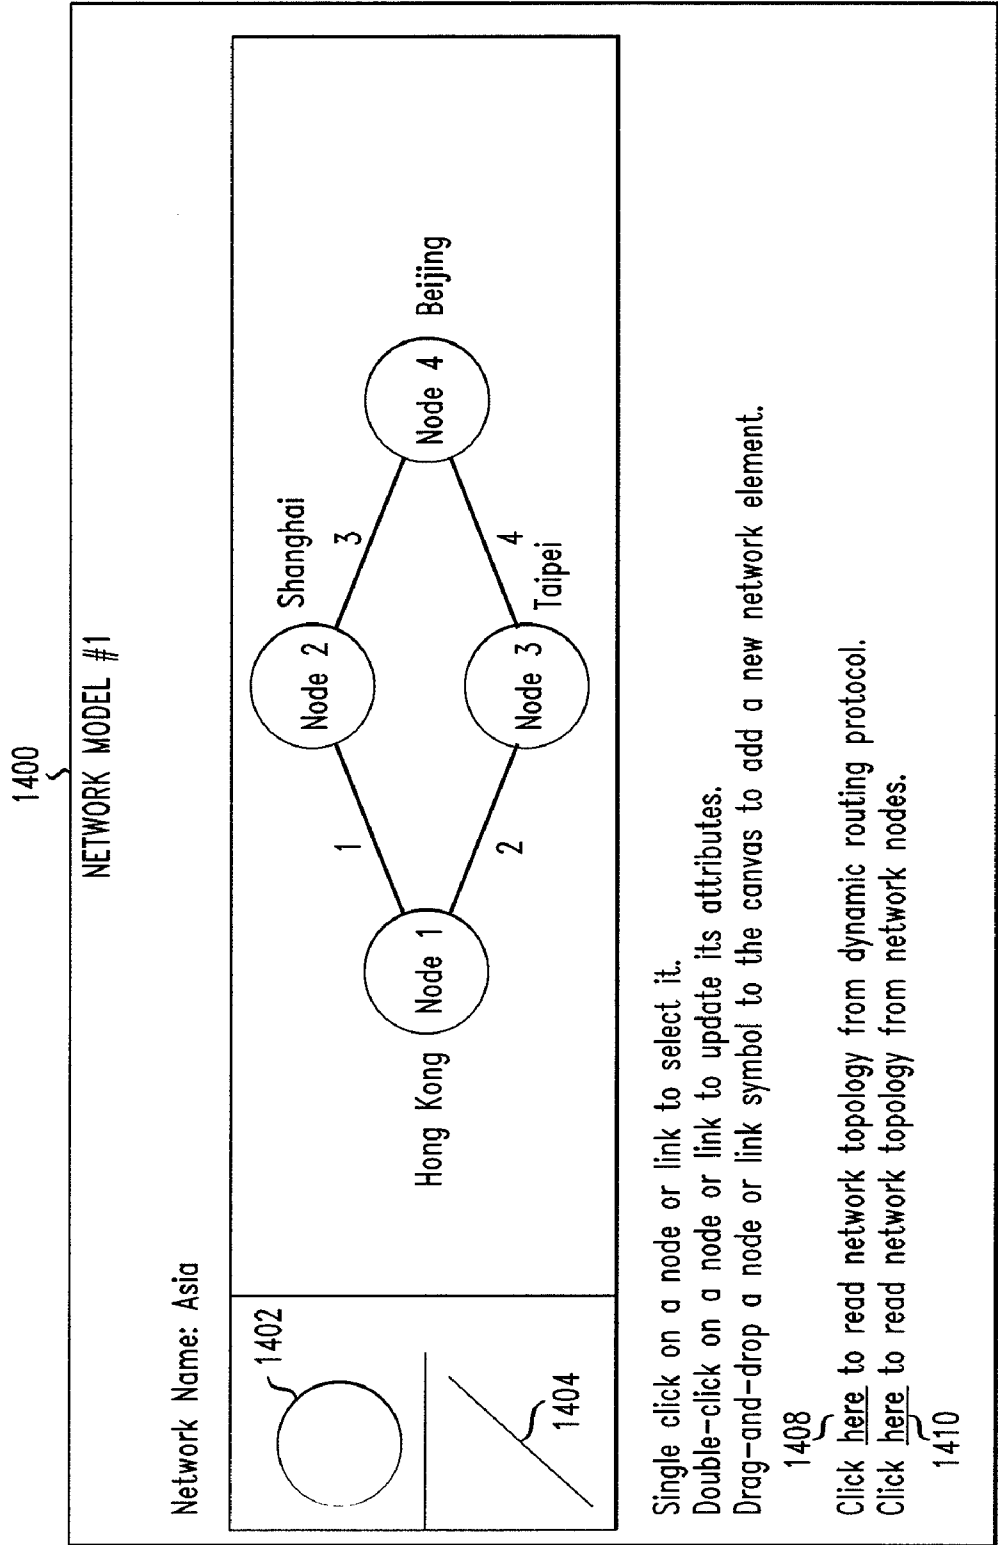 1400
NETWORK MODEL #1
Network Name: Asia
1402
1404
Shanghai
Node 2
1
3
Hong Kong
Node 1
Node 4
Beijing
2
4
Node 3
Taipei
Single click on a node or link to select it.
Double-click on a node or link to update its attributes.
Drag-and-drop a node or link symbol to the canvas to add a new network element.
1408
Click here to read network topology from dynamic routing protocol.
Click here to read network topology from network nodes.
1410